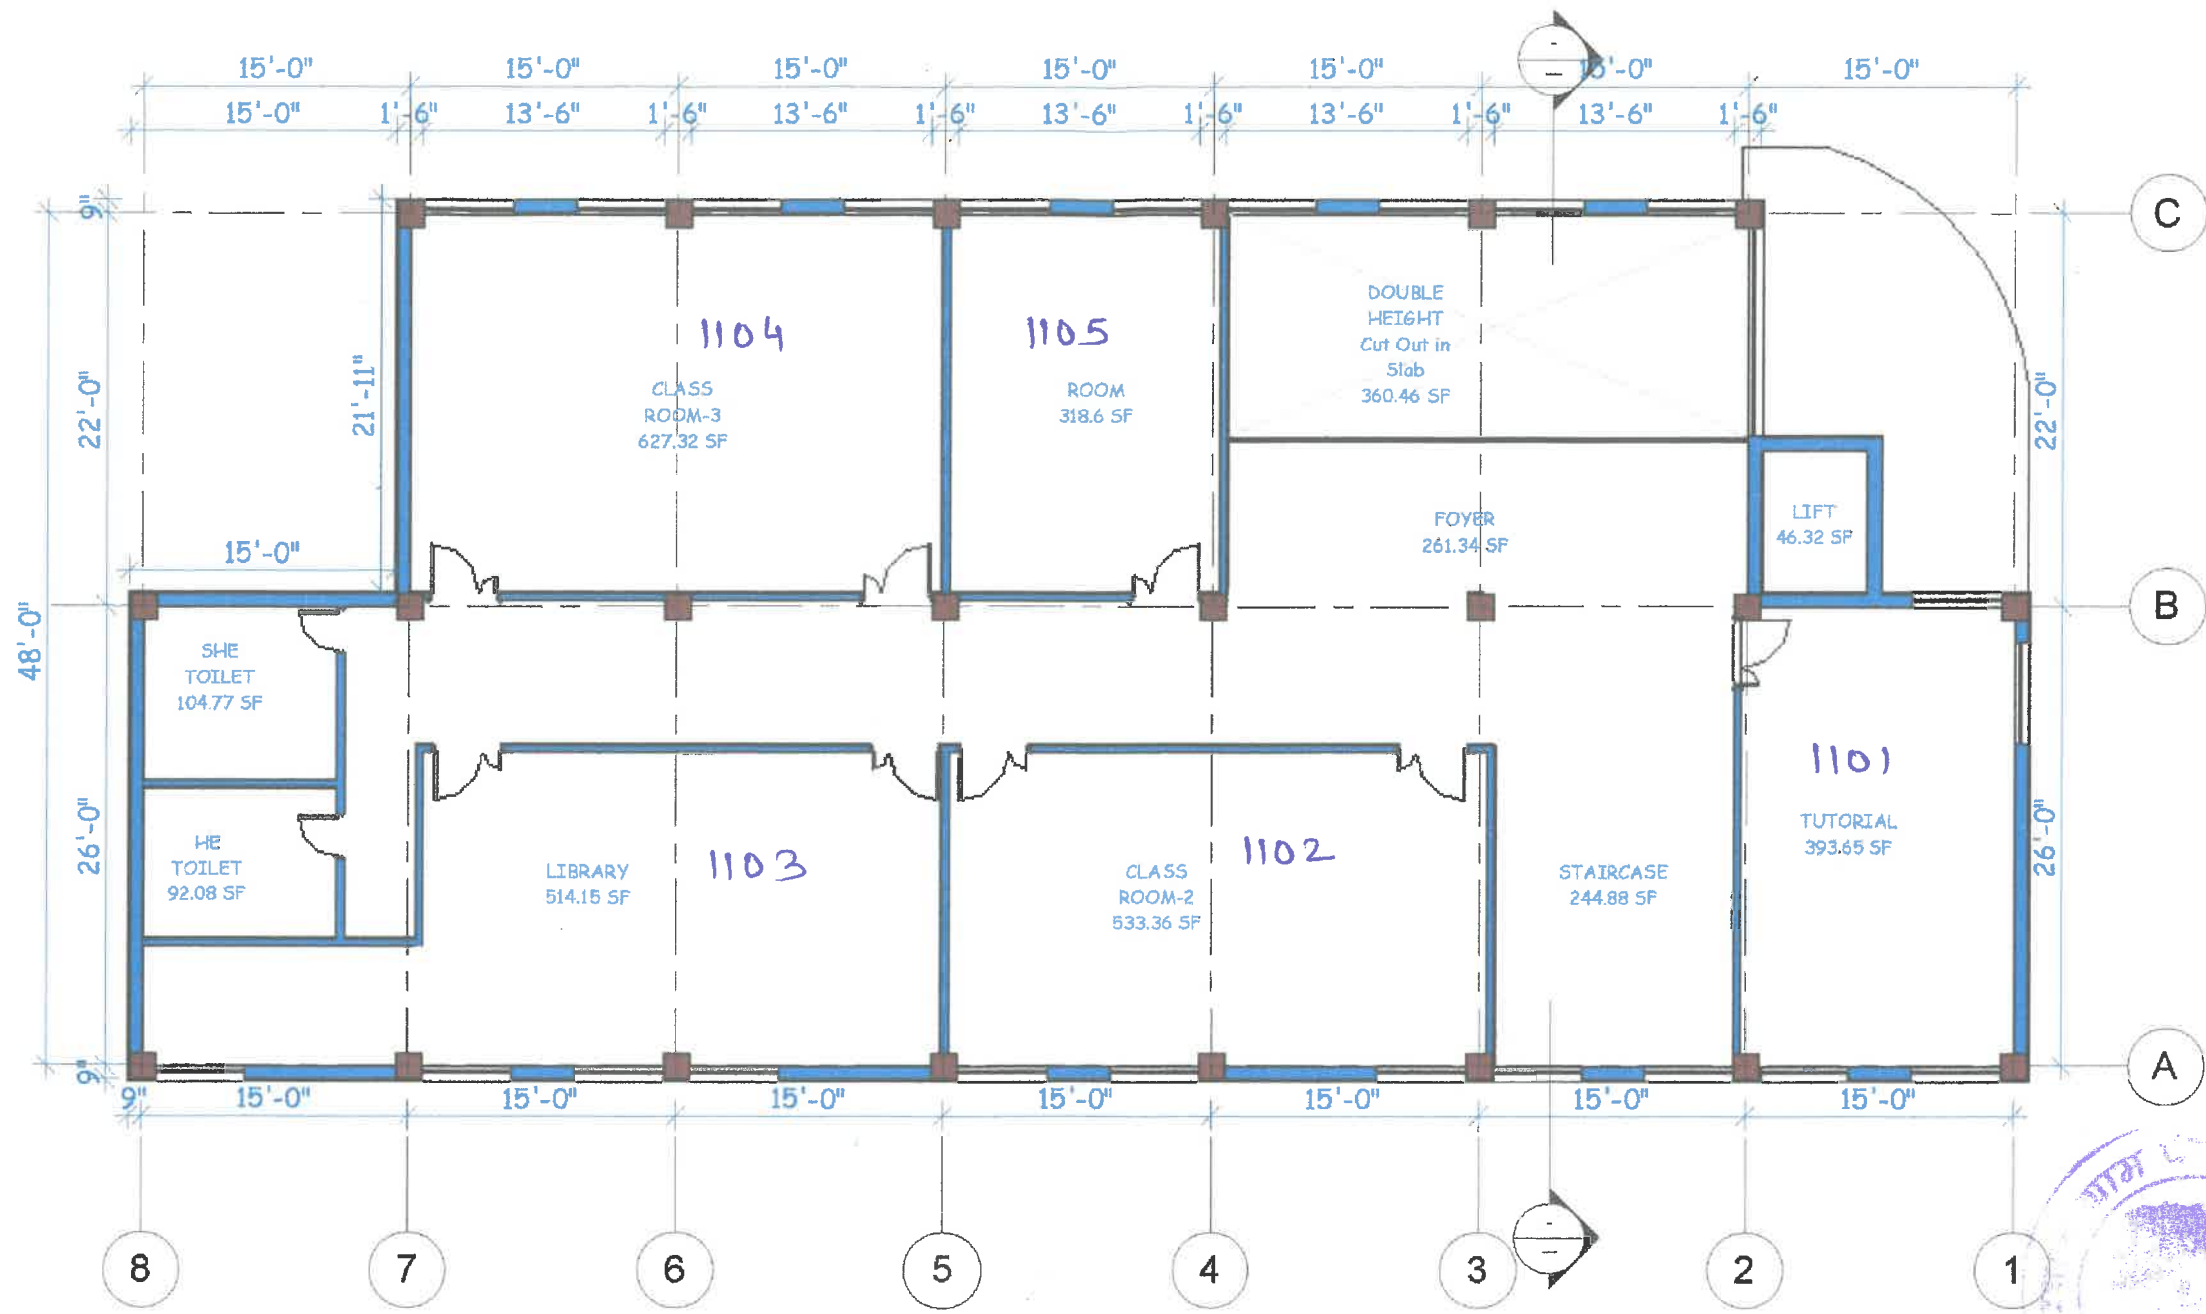 15'-0" 15'-0" 15'-0" 15'-0" 15'-0" 15'-0" 15'-0"
15'-0" 1'-6" 13'-6" 1'-6" 13'-6" 1'-6" 13'-6" 1'-6" 13'-6" 1'-6" 13'-6" 1'-6"
9"
C
1104
1105
DOUBLE
HEIGHT
Cut Out in
Slab
360.46 SF
CLASS
ROOM-3
627.32 SF
ROOM
318.6 SF
22'-0"
21'-11"
22'-0"
FOYER
261.34 SF
LIFT
46.32 SF
15'-0"
B
48'-0"
SHE
TOILET
104.77 SF
1101
TUTORIAL
393.65 SF
26'-0"
HE
TOILET
92.08 SF
LIBRARY
514.15 SF
1103
1102
CLASS
ROOM-2
533.36 SF
STAIRCASE
244.88 SF
26'-0"
A
9"
9" 15'-0" 15'-0" 15'-0" 15'-0" 15'-0" 15'-0" 15'-0"
8 7 6 5 4 3 2 1